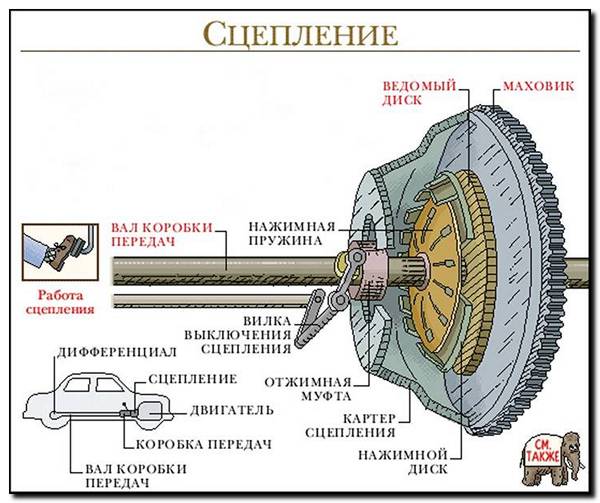 СЦЕПЛЕНИЕ
ВЕДОМЫЙ
ДИСК
МАХОВИК
ВАЛ КОРОБКИ
ПЕРЕДАЧ
НАЖИМНАЯ
ПРУЖИНА
Работа
сцепления
ВИЛКА
ВЫКЛЮЧЕНИЯ
СЦЕПЛЕНИЯ
ДИФФЕРЕНЦИАЛ
СЦЕПЛЕНИЕ
ОТЖИМНАЯ
МУФТА
ДВИГАТЕЛЬ
КАРТЕР
СЦЕПЛЕНИЯ
КОРОБКА ПЕРЕДАЧ
НАЖИМНОЙ
ДИСК
ВАЛ КОРОБКИ
ПЕРЕДАЧ
СМ.
ТАКЖЕ